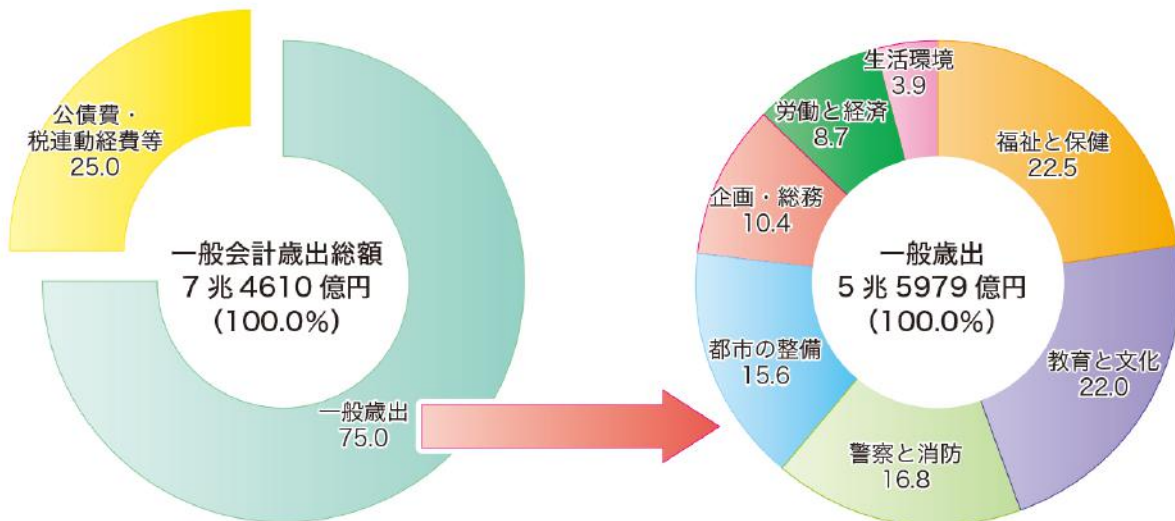 公債費・
税連動経費等
25.0
一般会計歳出総額
7 兆 4610 億円
（100.0%）
一般歳出
75.0
生活環境
3.9
労働と経済
8.7
福祉と保健
22.5
企画・総務
10.4
一般歳出
5 兆 5979 億円
（100.0%）
都市の整備
15.6
教育と文化
22.0
警察と消防
16.8